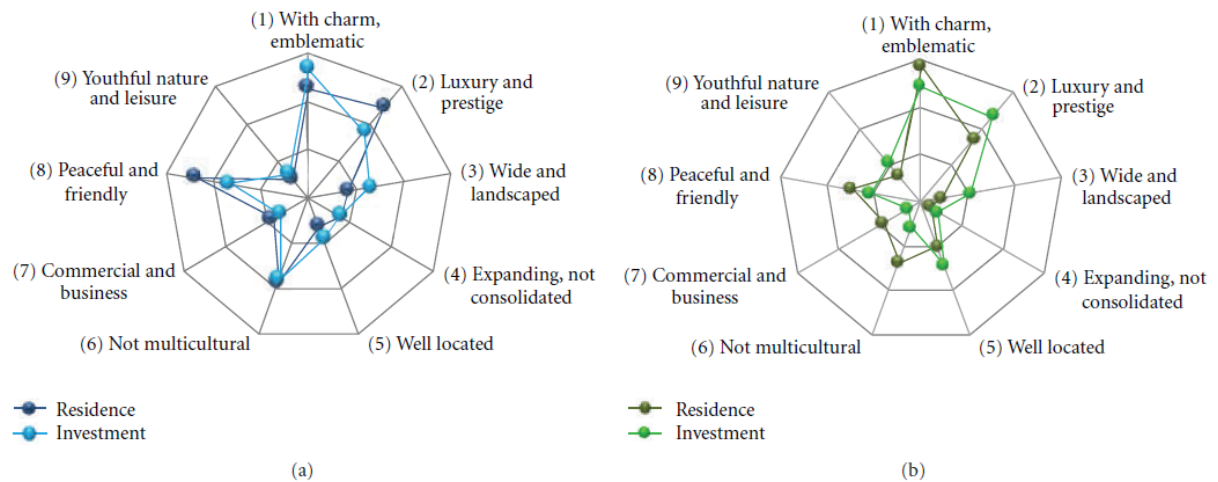 (1) With charm,
emblematic
(9) Youthful nature
and leisure
(2) Luxury and
prestige
(8) Peaceful and
friendly
(3) Wide and
landscaped
(7) Commercial and
business
(4) Expanding, not
consolidated
(6) Not multicultural
(5) Well located
Residence
Investment
(a)
(1) With charm,
emblematic
(9) Youthful nature
and leisure
(2) Luxury and
prestige
(8) Peaceful and
friendly
(3) Wide and
landscaped
(7) Commercial and
business
(4) Expanding, not
consolidated
(6) Not multicultural
(5) Well located
Residence
Investment
(b)